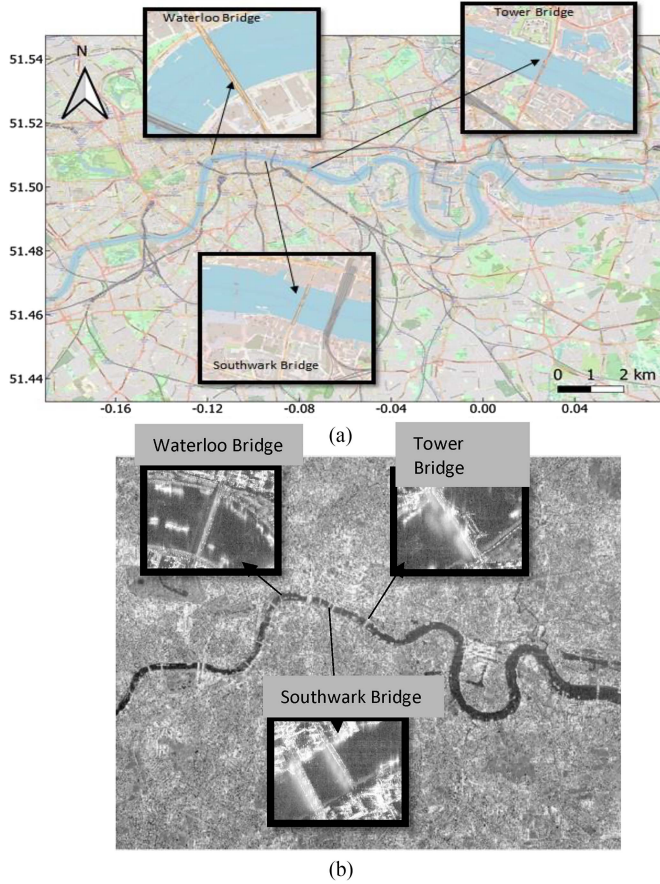 Waterloo Bridge
Tower Bridge
51.54
N
51.52
51.50
51.48
51.46
Southwark Bridge
51.44
0 1 2 km
-0.16 -0.12 -0.08 -0.04 0.00 0.04
(a)
Waterloo Bridge
Tower
Bridge
Southwark Bridge
(b)